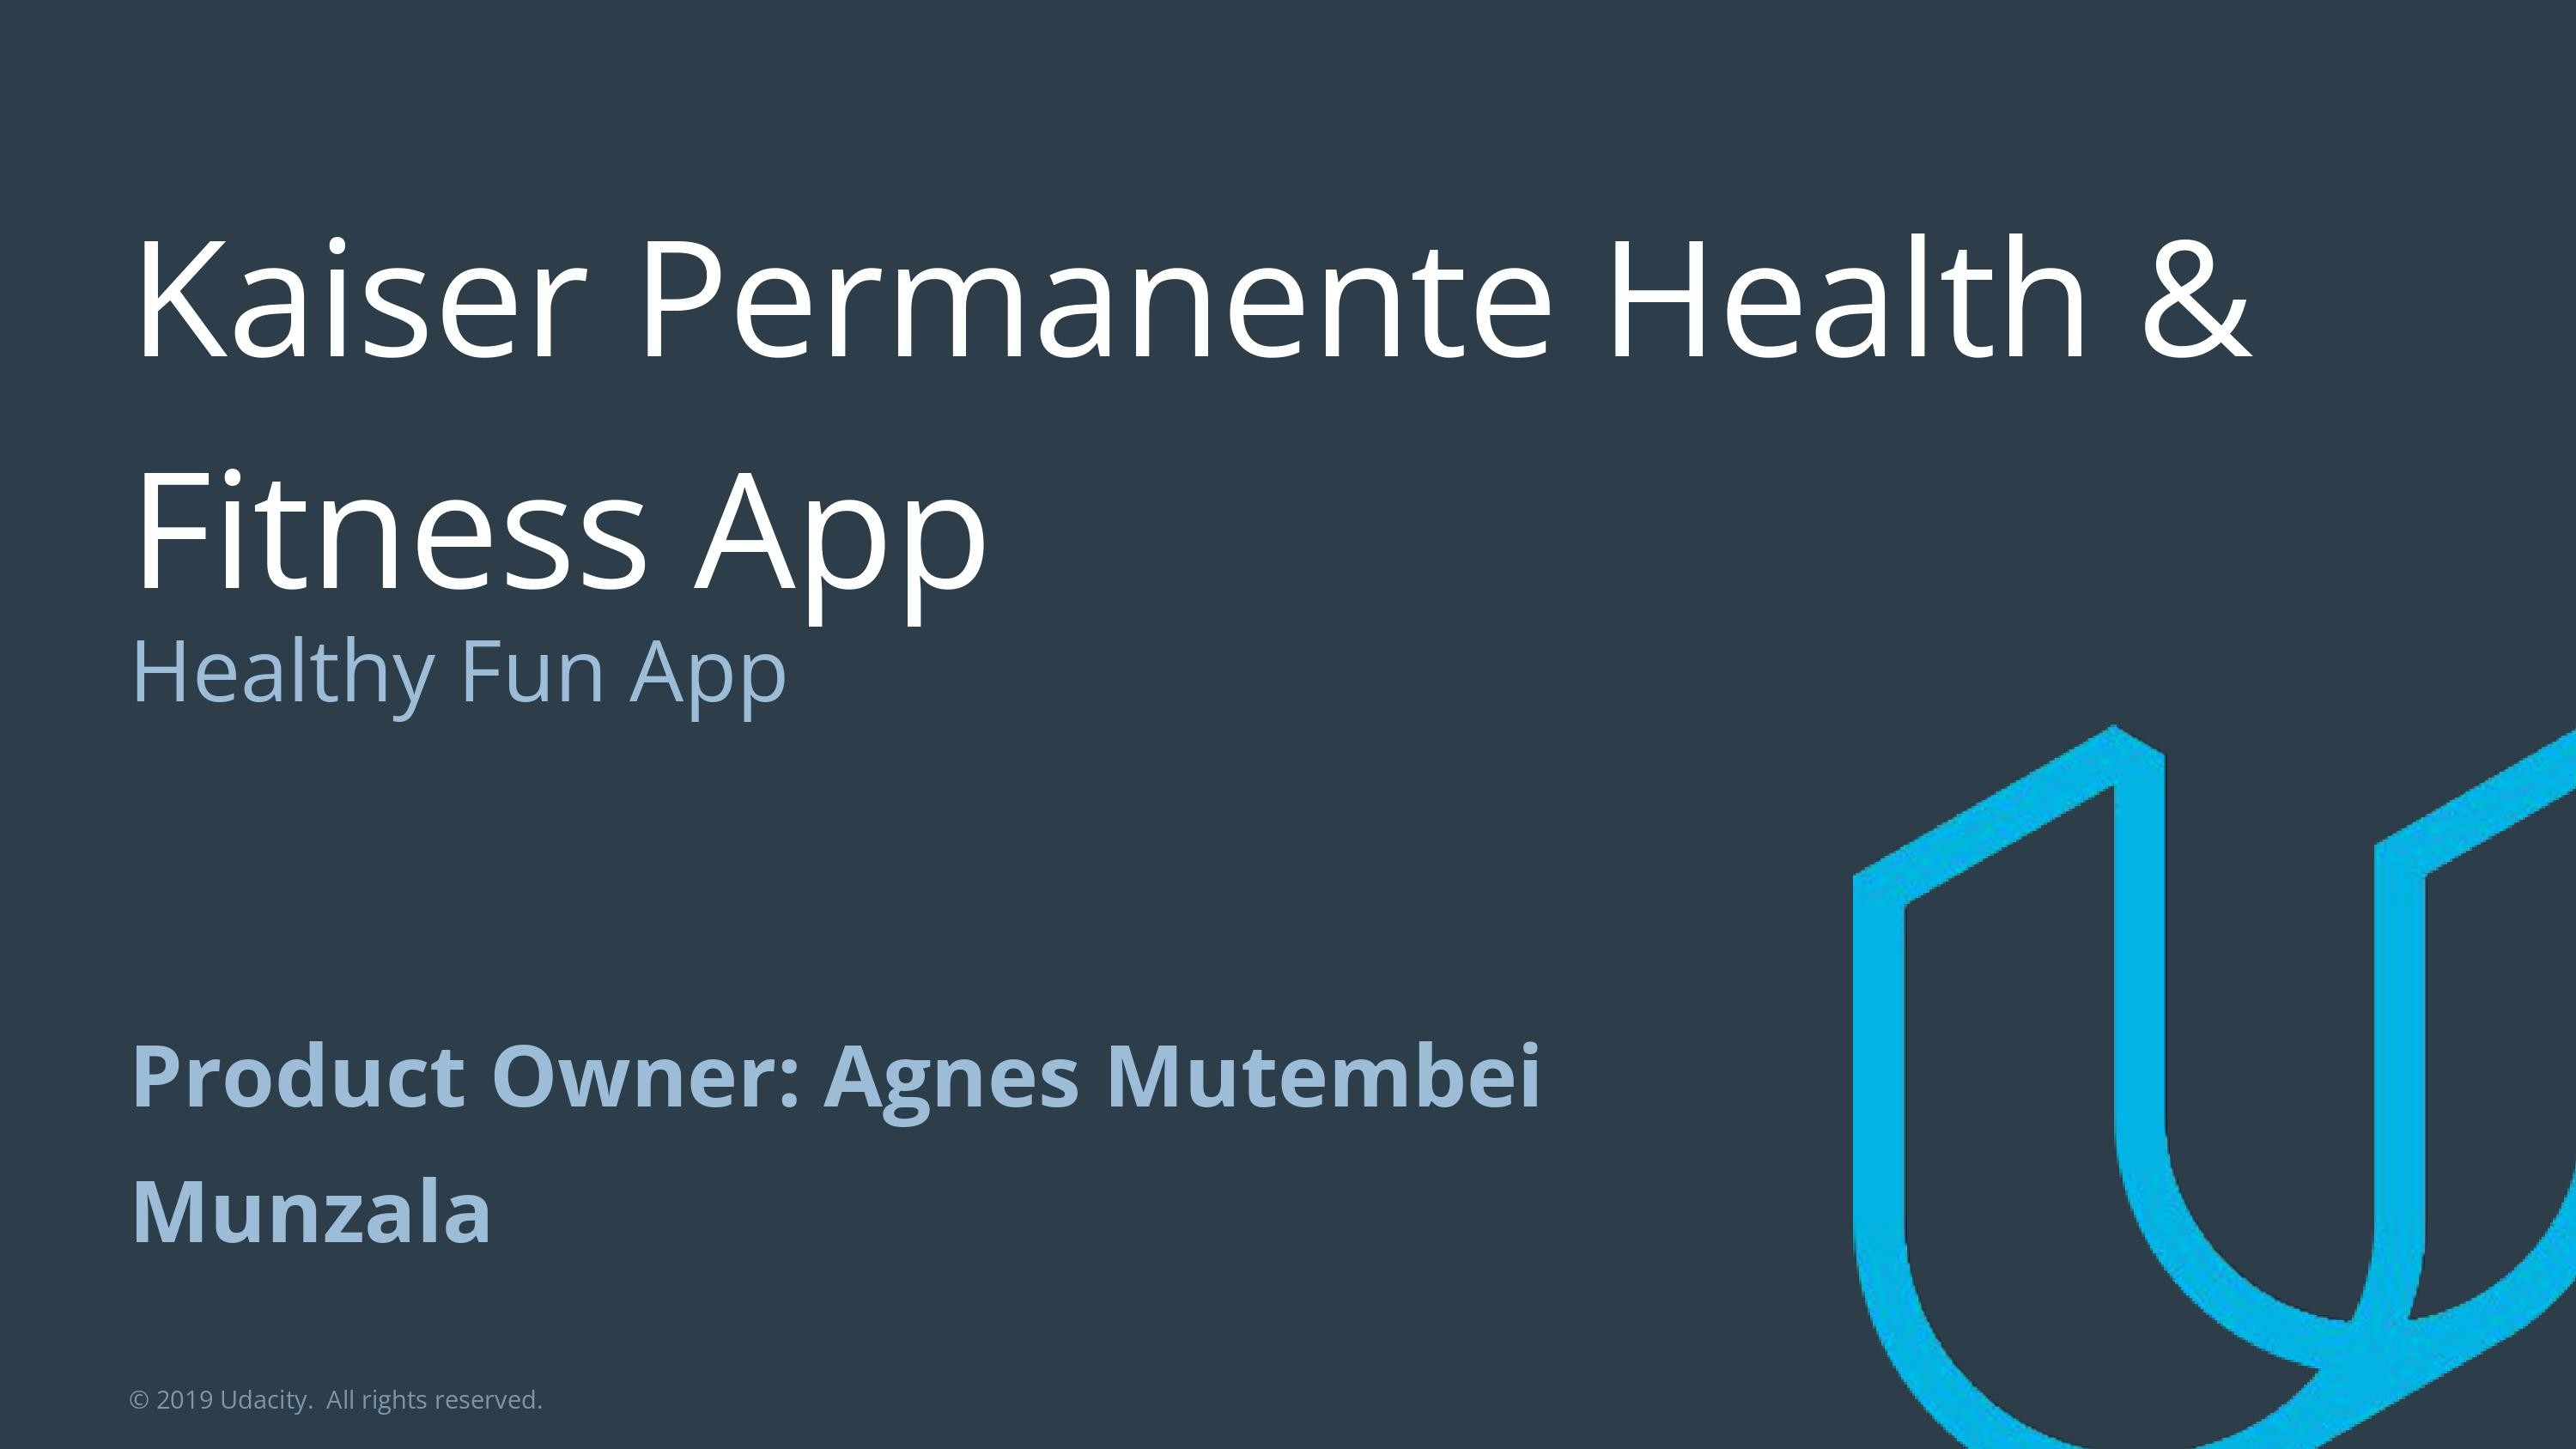 Kaiser Permanente Health &
Fitness App
Healthy Fun App
Product Owner: Agnes Mutembei
Munzala
© 2019 Udacity.  All rights reserved.